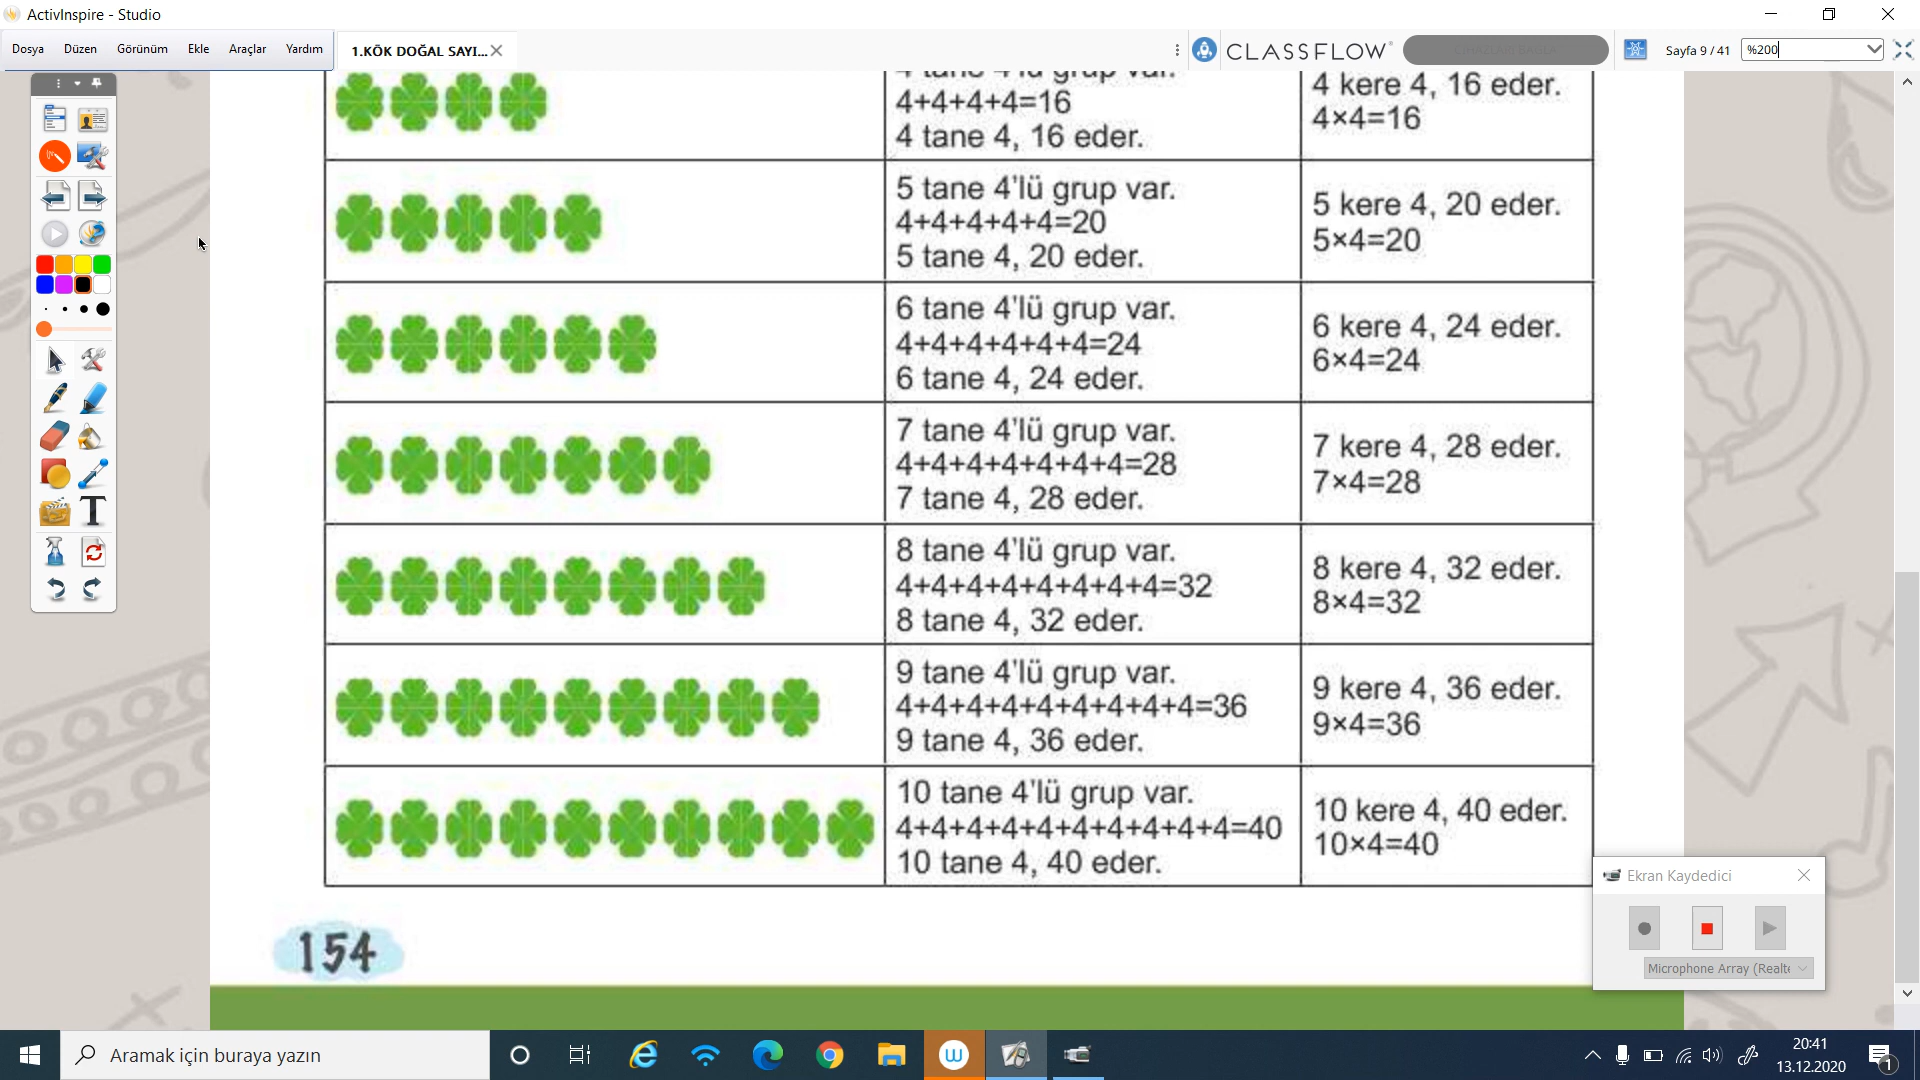 ActivInspire - Studio
Dosya Düzen Görünüm Ekle Araçlar Yardım
1.KÖK DOĞAL SAYI...
CLASSFLOW
Sayfa 9 / 41
%200
4 tane 4'lü grup var.
4+4+4+4=16
4 tane 4, 16 eder.
4 kere 4, 16 eder.
4×4=16
5 tane 4'lü grup var.
4+4+4+4+4=20
5 tane 4, 20 eder.
5 kere 4, 20 eder.
5×4=20
6 tane 4'lü grup var.
4+4+4+4+4+4=24
6 tane 4, 24 eder.
6 kere 4, 24 eder.
6×4=24
7 tane 4'lü grup var.
4+4+4+4+4+4+4=28
7 tane 4, 28 eder.
7 kere 4, 28 eder.
7×4=28
8 tane 4'lü grup var.
4+4+4+4+4+4+4+4=32
8 tane 4, 32 eder.
8 kere 4, 32 eder.
8×4=32
9 tane 4'lü grup var.
4+4+4+4+4+4+4+4+4=36
9 tane 4, 36 eder.
9 kere 4, 36 eder.
9×4=36
10 tane 4'lü grup var.
4+4+4+4+4+4+4+4+4+4=40
10 tane 4, 40 eder.
10 kere 4, 40 eder.
10×4=40
154
Ekran Kaydedici
Microphone Array (Realte
Aramak için buraya yazın
20:41
13.12.2020
1